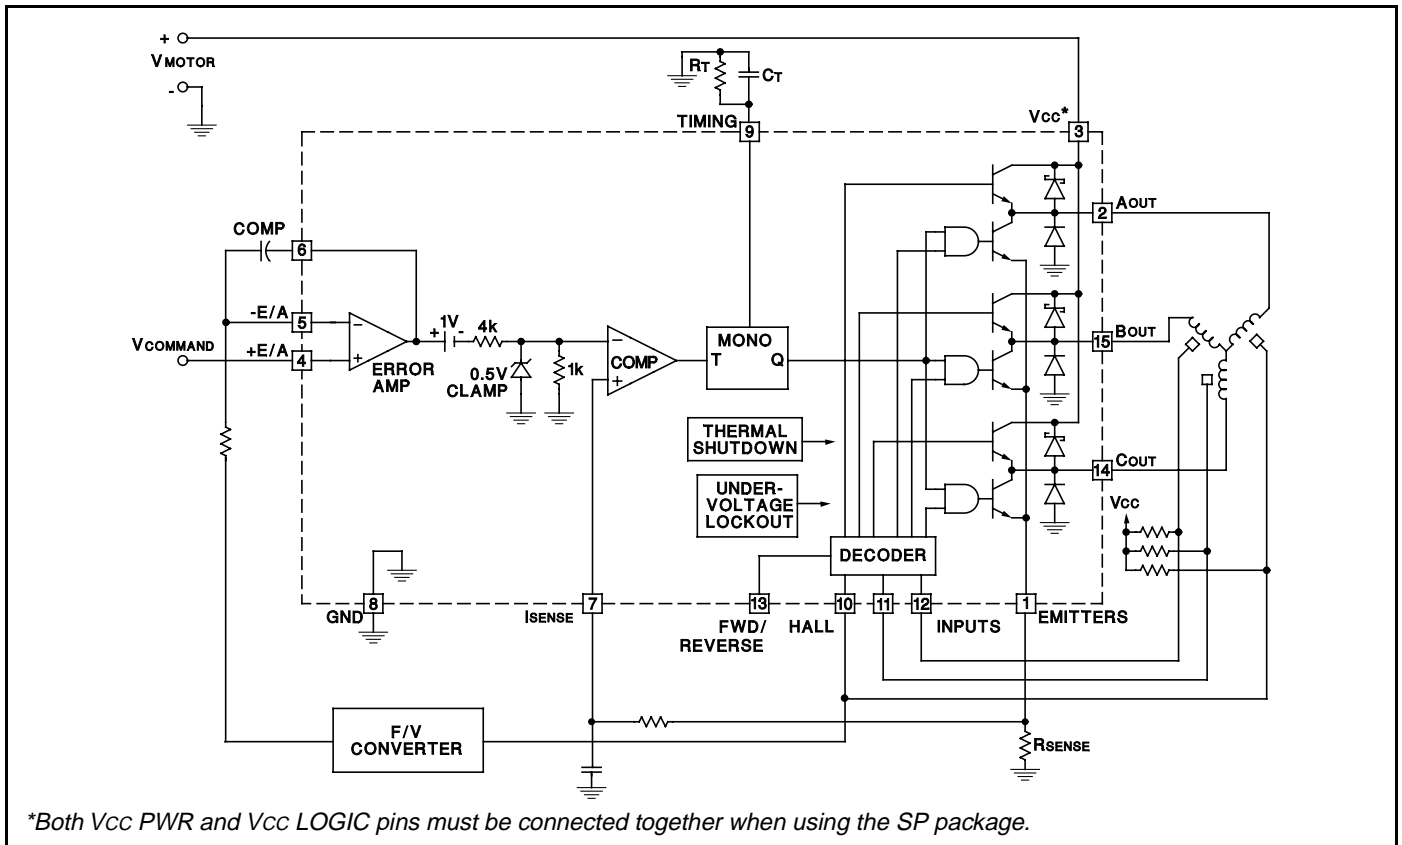 +
VMOTOR
-
RT
CT
TIMING
9
VCC*
3
COMP
6
2
AOUT
-E/A
5
−
1V
+
-
4k
−
MONO
T
Q
15
BOUT
VCOMMAND
+E/A
4
+
ERROR
AMP
0.5V
CLAMP
1k
COMP
+
THERMAL
SHUTDOWN
14
COUT
UNDER-
VOLTAGE
LOCKOUT
VCC
DECODER
GND
8
ISENSE
7
13
FWD/
REVERSE
10
HALL
11
12
INPUTS
1
EMITTERS
F/V
CONVERTER
RSENSE
*Both VCC PWR and VCC LOGIC pins must be connected together when using the SP package.